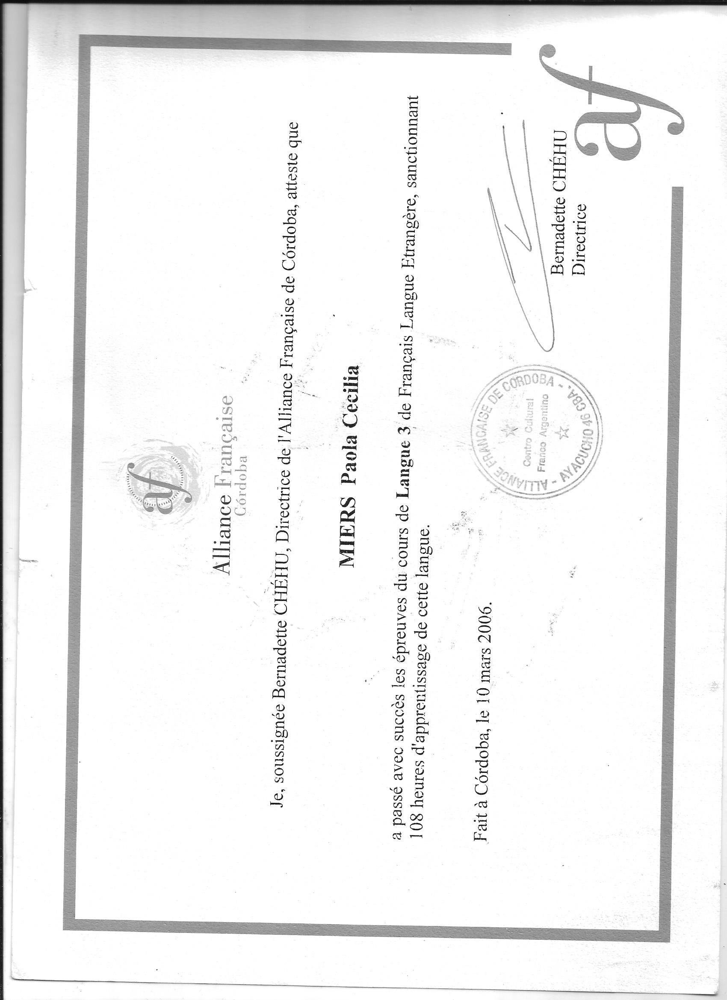 af
Alliance Française
Córdoba
Je, soussignée Bernadette CHÉHU, Directrice de l'Alliance Française de Córdoba, atteste que
MIERS Paola Cecilia
a passé avec succès les épreuves du cours de Langue 3 de Français Langue Etrangère, sanctionnant
108 heures d'apprentissage de cette langue.
Fait à Córdoba, le 10 mars 2006.
ALLIANCE FRANCAISE DE CORDOBA - AYACUCHO 46 CBA. -
Centro Cultural
Franco Argentino
Bernadette CHÉHU
Directrice
af